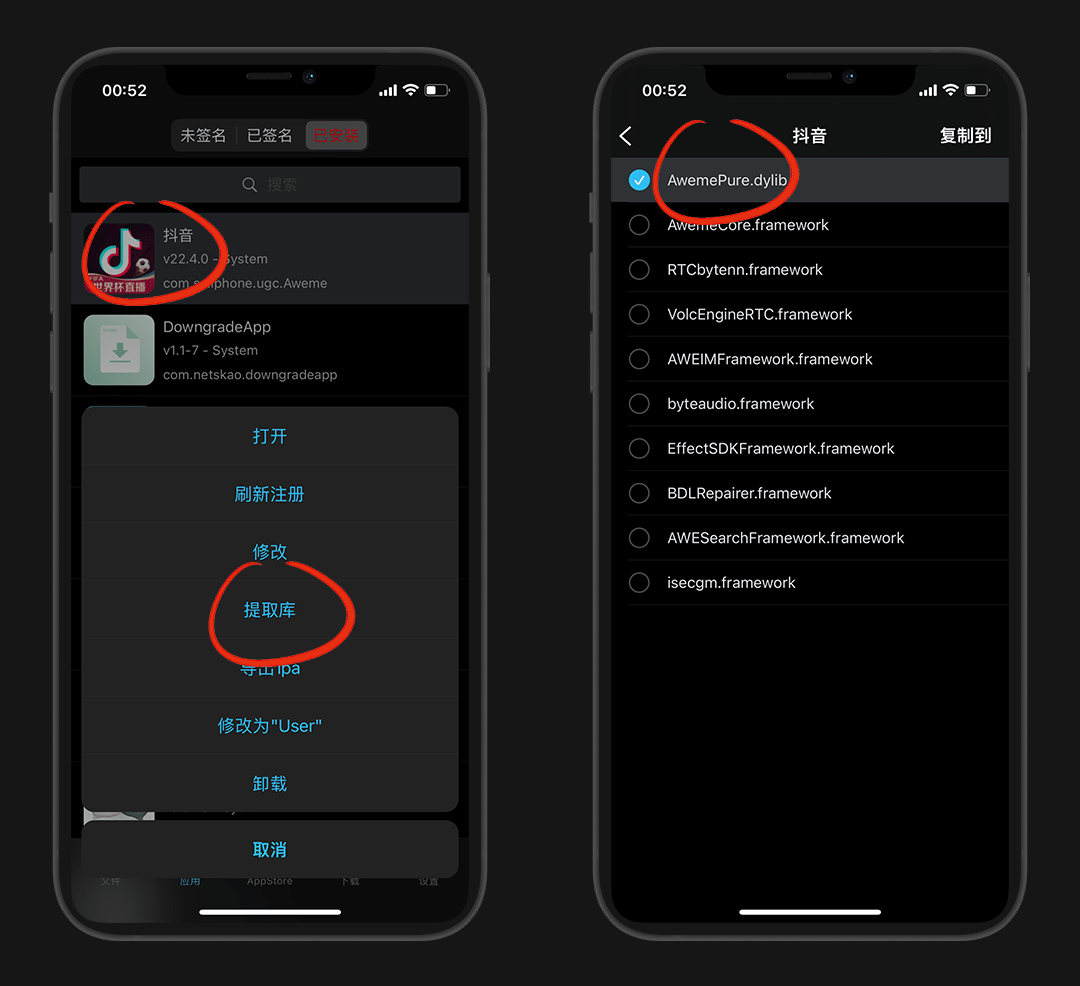 00:52
未签名
已签名
已安装
搜索
抖音
v22.4.0 - System
com.ss.iphone.ugc.Aweme
世界杯直播
DowngradeApp
v1.1-7 - System
com.netskao.downgradeapp
打开
刷新注册
修改
提取库
导出ipa
修改为"User"
卸载
取消
文件
应用
AppStore
下载
设置
00:52
抖音
复制到
AwemePure.dylib
AwemeCore.framework
RTCbytenn.framework
VolcEngineRTC.framework
AWEIMFramework.framework
byteaudio.framework
EffectSDKFramework.framework
BDLRepairer.framework
AWESearchFramework.framework
isecgm.framework